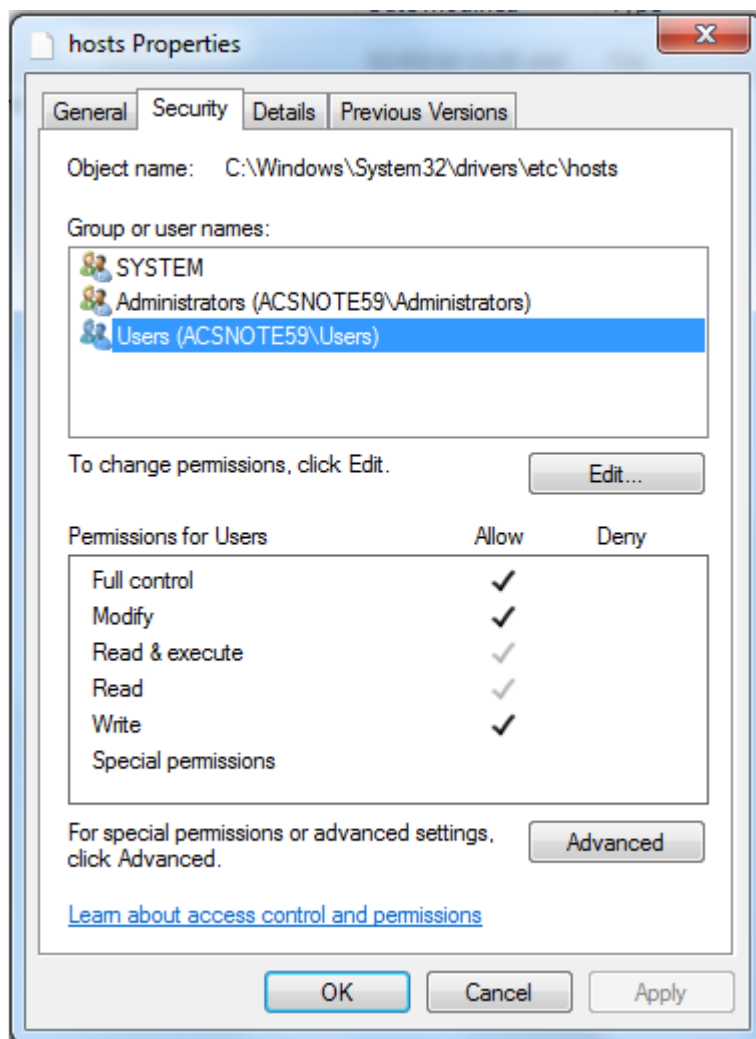 hosts Properties
General Security Details Previous Versions
Object name: C:\Windows\System32\drivers\etc\hosts
Group or user names:
SYSTEM
Administrators (ACSNOTE59\Administrators)
Users (ACSNOTE59\Users)
To change permissions, click Edit.
Edit...
Permissions for Users Allow Deny
Full control
Modify
Read & execute
Read
Write
Special permissions
For special permissions or advanced settings,
click Advanced.
Advanced
Learn about access control and permissions
OK Cancel Apply